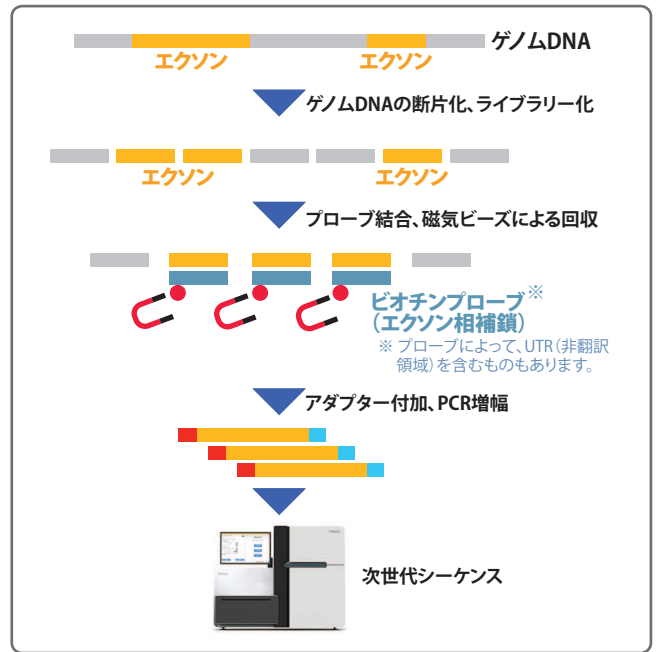 ゲノムDNA
エクソン エクソン
ゲノムDNAの断片化、ライブラリー化
エクソン エクソン
プローブ結合、磁気ビーズによる回収
ビオチンプローブ※
(エクソン相補鎖)
※ プローブによって、UTR(非翻訳
領域)を含むものもあります。
アダプター付加、PCR増幅
次世代シーケンス